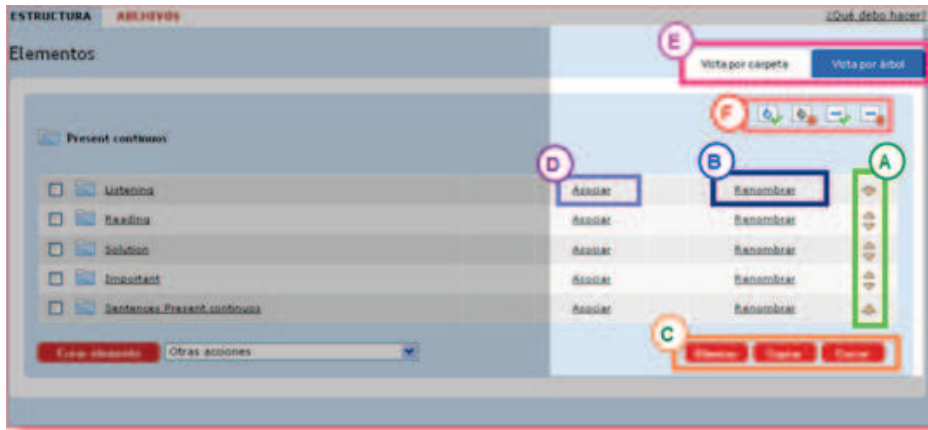 ESTRUCTURA ARCHIVOS ¿Qué debo hacer?
Elementos
E
Vista por carpeta Vista por árbol
F
Present continuos
D B A
Listening Asociar Renombrar
Reading Asociar Renombrar
Solution Asociar Renombrar
Important Asociar Renombrar
Sentences Present continuos Asociar Renombrar
C
Crear elemento Otras acciones Eliminar Copiar Cortar